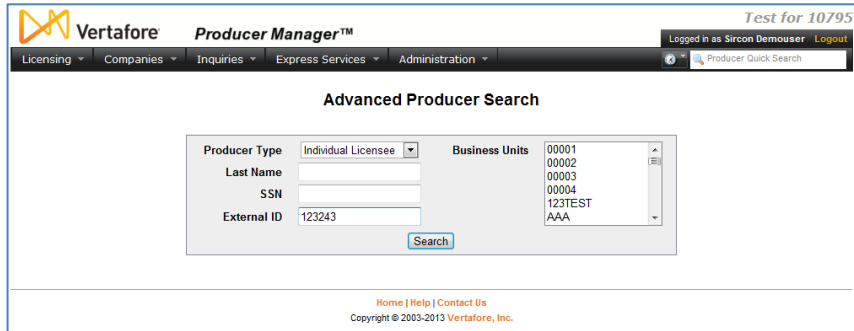 Test for 10795
Vertafore Producer Manager™
Logged in as Sircon Demouser Logout
Licensing Companies Inquiries Express Services Administration Producer Quick Search
Advanced Producer Search
Producer Type Individual Licensee Business Units
00001
00002
00003
00004
123TEST
AAA
Last Name
SSN
External ID 123243
Search
Home | Help | Contact Us
Copyright © 2003-2013 Vertafore, Inc.